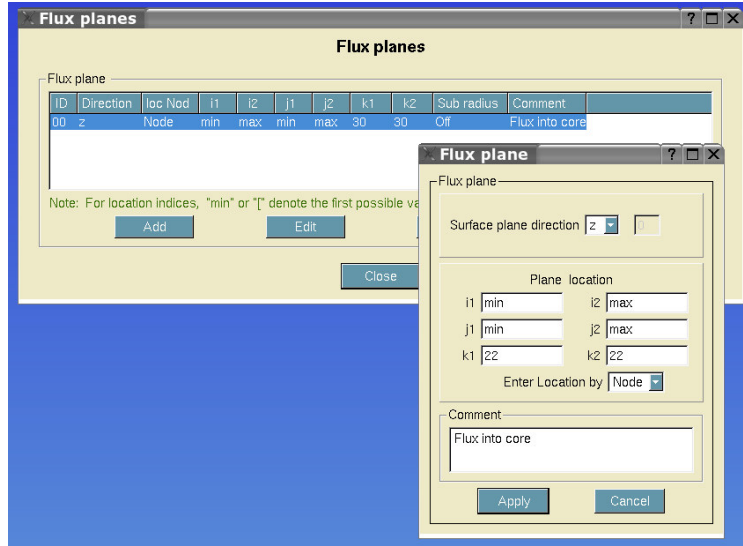 Flux planes
Flux planes
Flux plane
ID Direction loc Nod i1 i2 j1 j2 k1 k2 Sub radius Comment
00 z Node min max min max 30 30 Off Flux into core
Note: For location indices, "min" or "[" denote the first possible va
Add Edit
Close
Flux plane
Flux plane
Surface plane direction z 0
Plane location
i1 min i2 max
j1 min j2 max
k1 22 k2 22
Enter Location by Node
Comment
Flux into core
Apply Cancel